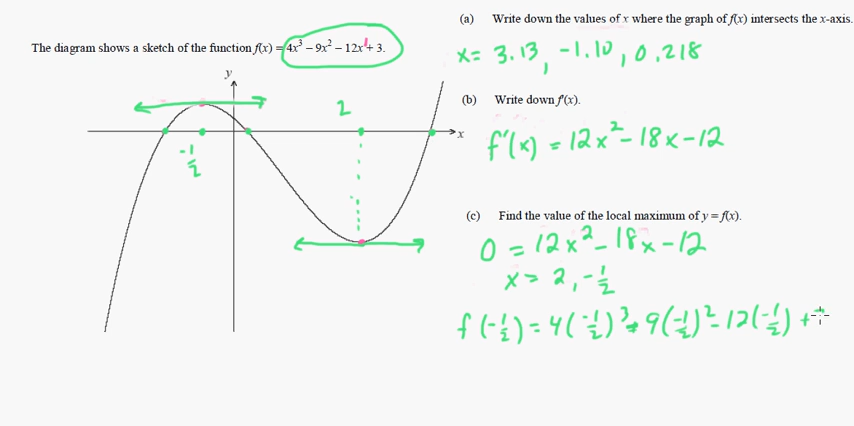 The diagram shows a sketch of the function f(x) = 4x³ – 9x² – 12x + 3.
y
x
2
-1/2
(a) Write down the values of x where the graph of f(x) intersects the x-axis.
x = 3.13, -1.10, 0.218
(b) Write down f′(x).
f′(x) = 12x² - 18x - 12
(c) Find the value of the local maximum of y = f(x).
0 = 12x² - 18x - 12
x = 2, -1/2
f(-1/2) = 4(-1/2)³ - 9(-1/2)² - 12(-1/2) +